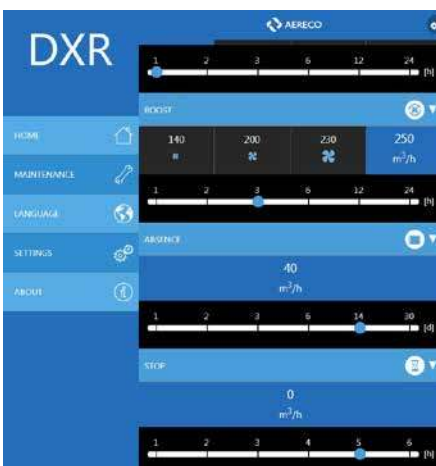 DXR
AERECO
1 2 3 6 12 24
[h]
BOOST
140 200 230 250
m³/h
1 2 3 6 12 24
[h]
HOME
MAINTENANCE
LANGUAGE
SETTINGS
ABOUT
ABSENCE
40
m³/h
1 2 3 6 14 30
[d]
STOP
0
m³/h
1 2 3 4 5 6
[h]